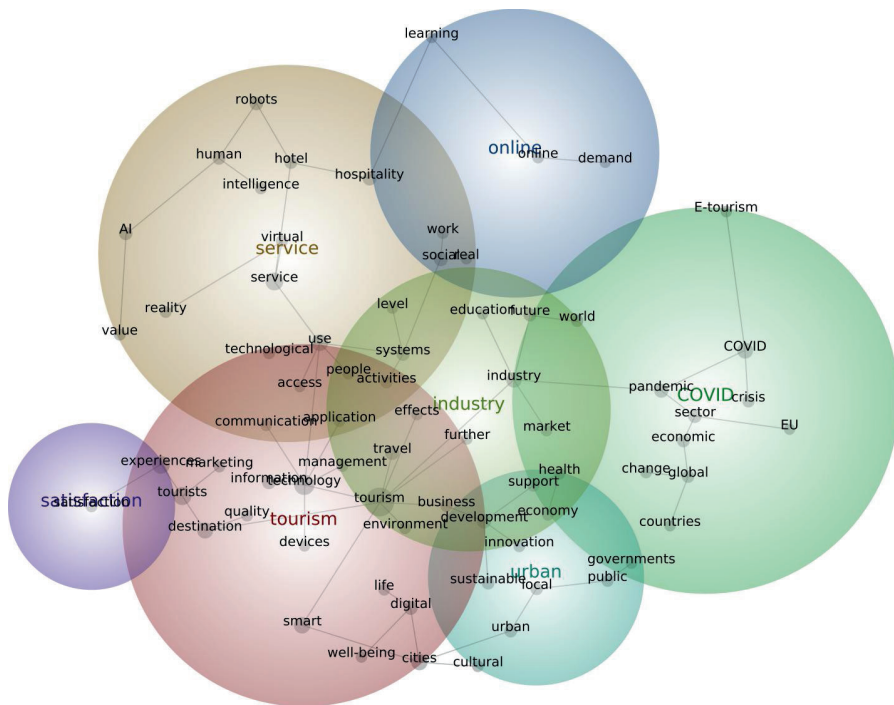 learning
robots
human
hotel
online
online
demand
intelligence
hospitality
E-tourism
AI
virtual
work
service
social
real
service
reality
level
education
future
world
value
use
technological
systems
COVID
people
access
activities
industry
pandemic
COVID
crisis
industry
sector
communication
application
effects
market
EU
further
economic
travel
experiences
marketing
management
health
change
global
information
technology
support
satisfaction
satisfaction
tourists
tourism
business
quality
tourism
development
economy
destination
environment
countries
devices
innovation
governments
urban
sustainable
local
public
life
digital
smart
urban
well-being
cities
cultural